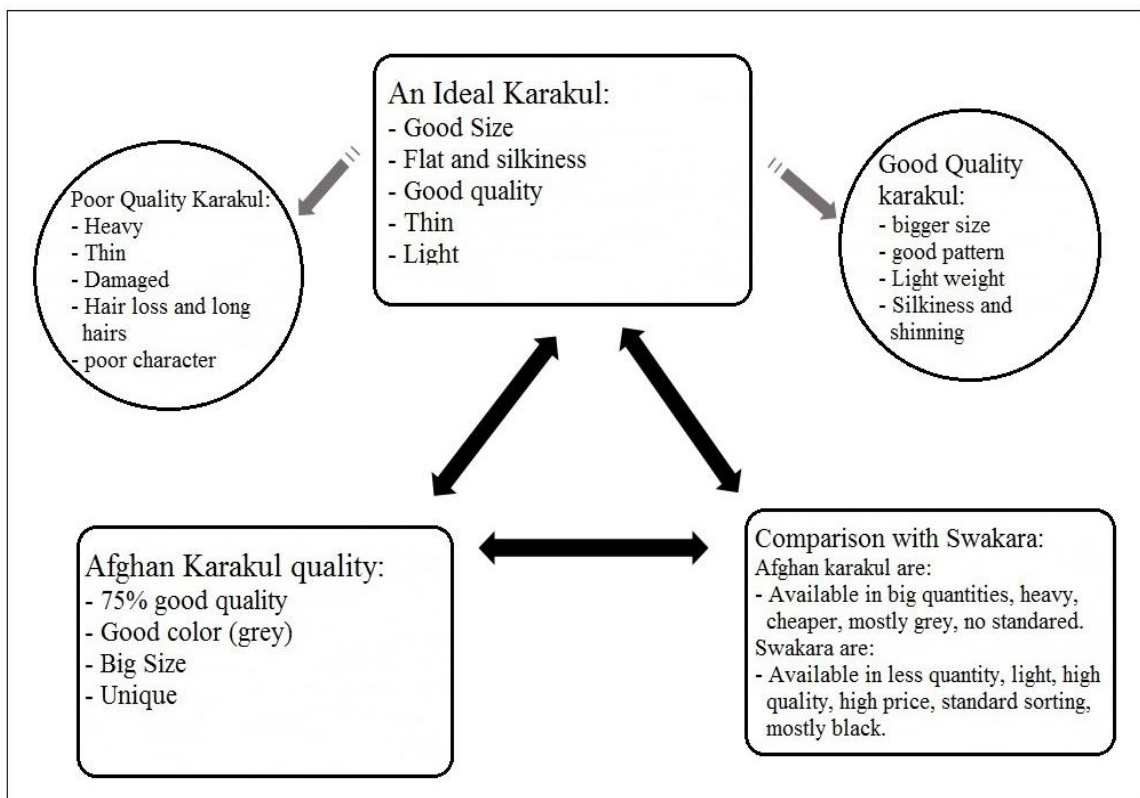 An Ideal Karakul:
- Good Size
- Flat and silkiness
- Good quality
- Thin
- Light
Poor Quality Karakul:
- Heavy
- Thin
- Damaged
- Hair loss and long
hairs
- poor character
Good Quality
karakul:
- bigger size
- good pattern
- Light weight
- Silkiness and
shinning
Afghan Karakul quality:
- 75% good quality
- Good color (grey)
- Big Size
- Unique
Comparison with Swakara:
Afghan karakul are:
- Available in big quantities, heavy,
cheaper, mostly grey, no standared.
Swakara are:
- Available in less quantity, light, high
quality, high price, standard sorting,
mostly black.